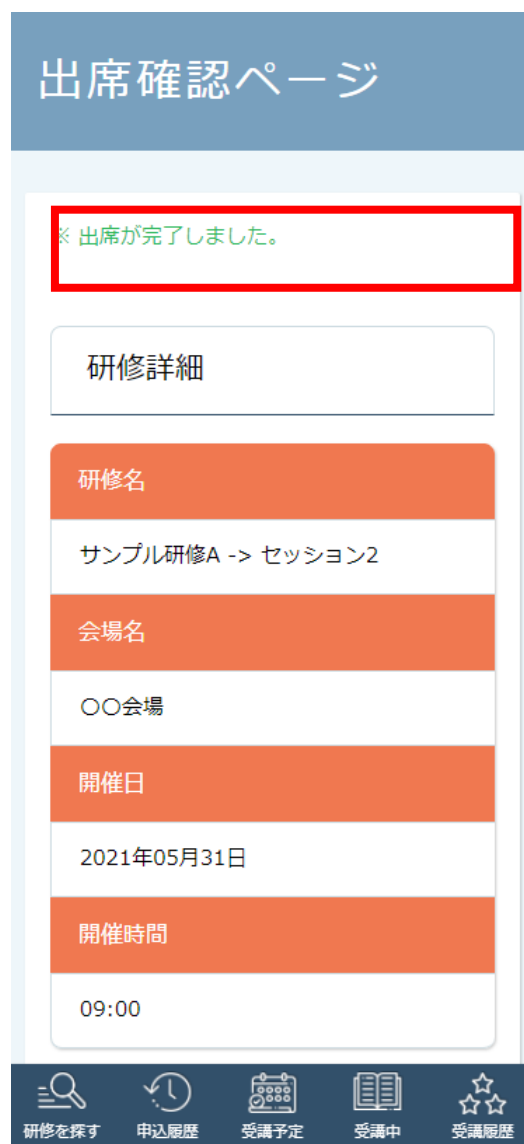 出席確認ページ
※ 出席が完了しました。
研修詳細
研修名
サンプル研修A -> セッション2
会場名
〇〇会場
開催日
2021年05月31日
開催時間
09:00
研修を探す 申込履歴 受講予定 受講中 受講履歴